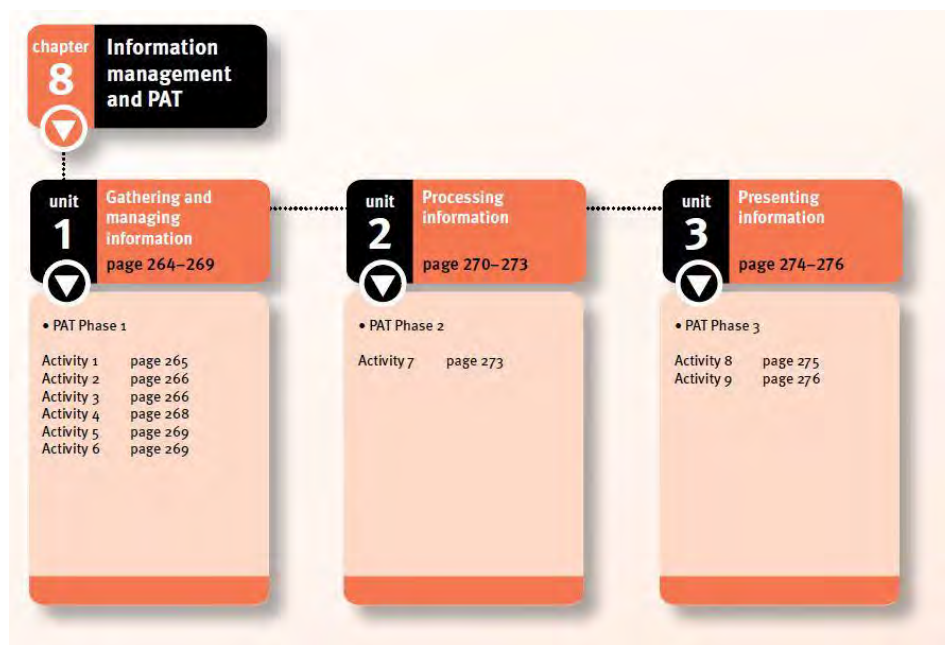 chapter
8
Information
management
and PAT
unit
1
Gathering and
managing
information
page 264–269
• PAT Phase 1
Activity 1 page 265
Activity 2 page 266
Activity 3 page 266
Activity 4 page 268
Activity 5 page 269
Activity 6 page 269
unit
2
Processing
information
page 270–273
• PAT Phase 2
Activity 7 page 273
unit
3
Presenting
information
page 274–276
• PAT Phase 3
Activity 8 page 275
Activity 9 page 276